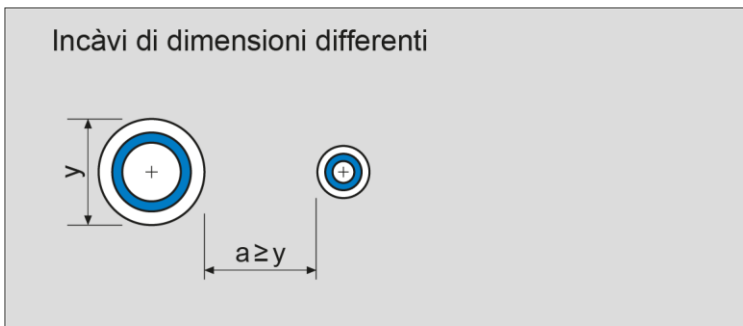 Incàvi di dimensioni differenti
y
a ≥ y